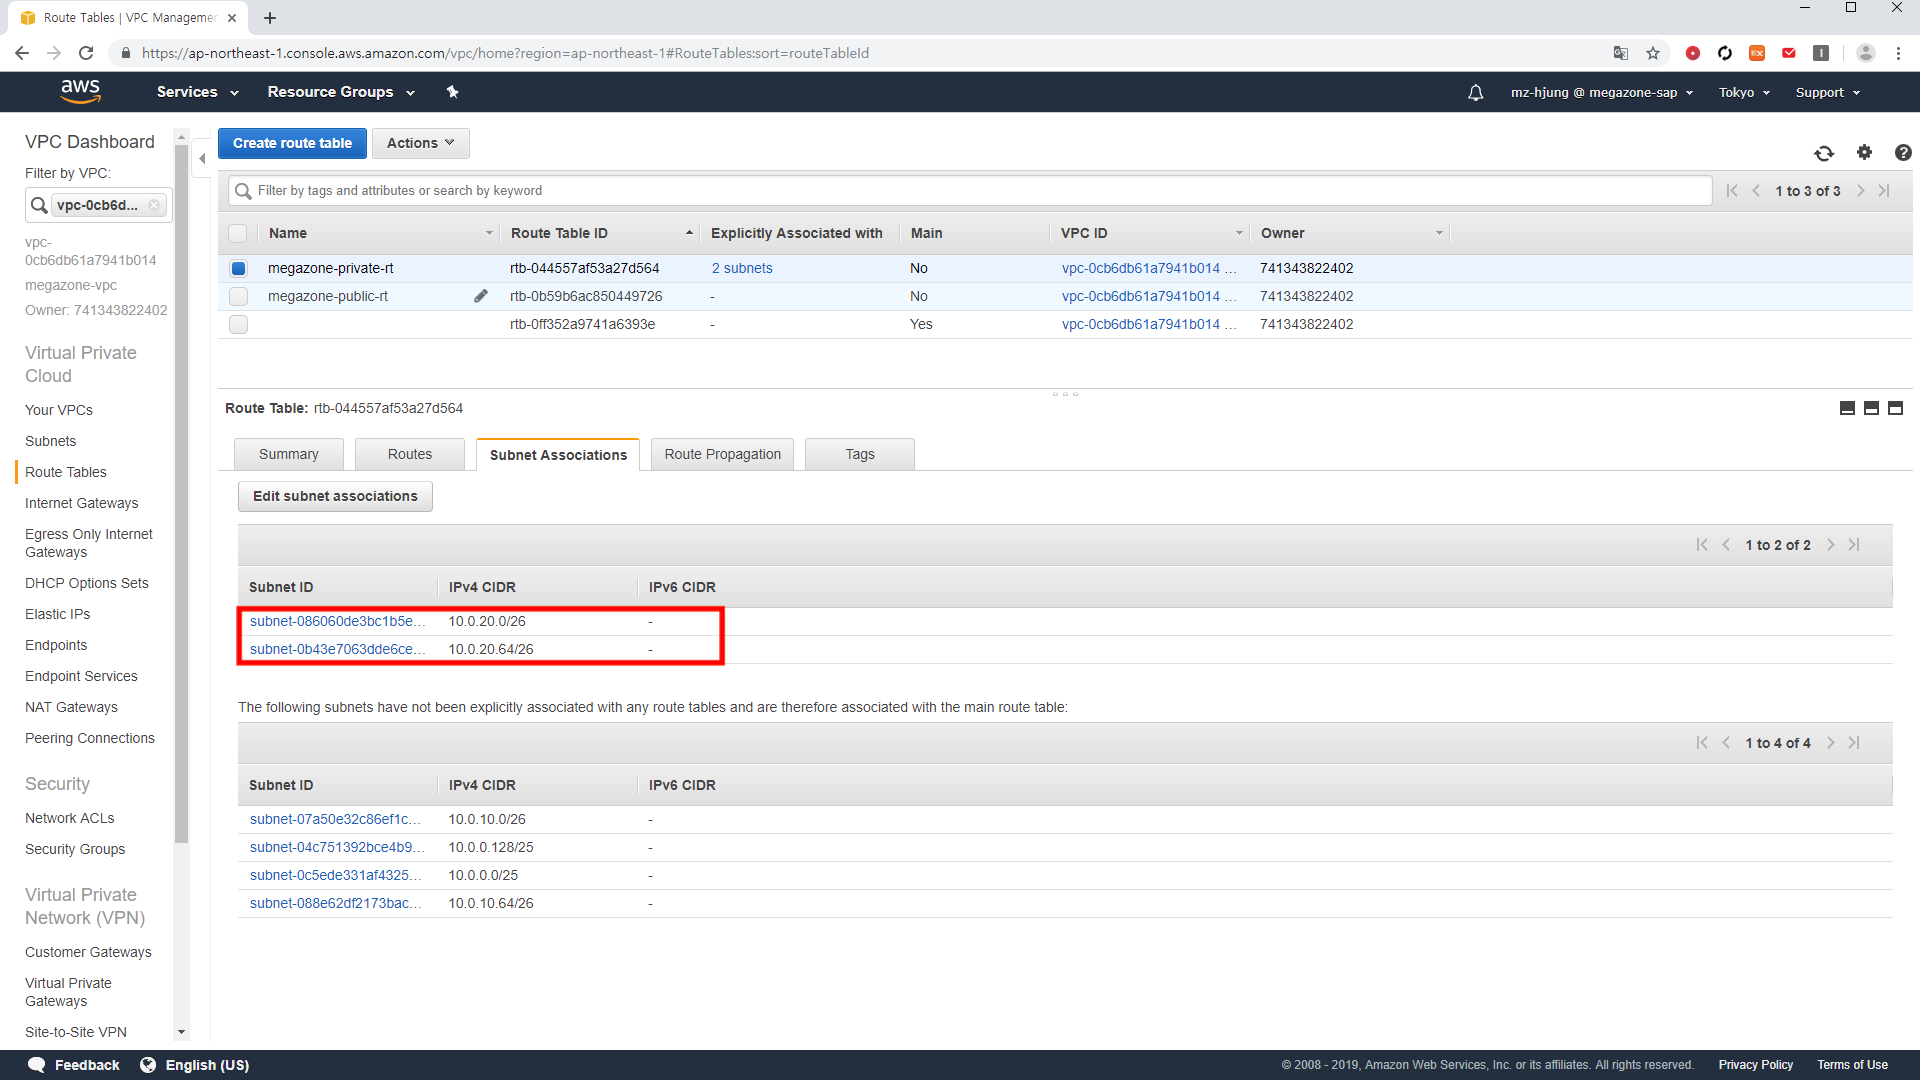 Route Tables | VPC Managemen
https://ap-northeast-1.console.aws.amazon.com/vpc/home?region=ap-northeast-1#RouteTables:sort=routeTableId
aws
Services
Resource Groups
mz-hjung @ megazone-sap
Tokyo
Support
VPC Dashboard
Filter by VPC:
vpc-0cb6d...
vpc-
0cb6db61a7941b014
megazone-vpc
Owner: 741343822402
Virtual Private
Cloud
Your VPCs
Subnets
Route Tables
Internet Gateways
Egress Only Internet
Gateways
DHCP Options Sets
Elastic IPs
Endpoints
Endpoint Services
NAT Gateways
Peering Connections
Security
Network ACLs
Security Groups
Virtual Private
Network (VPN)
Customer Gateways
Virtual Private
Gateways
Site-to-Site VPN
Create route table
Actions
Filter by tags and attributes or search by keyword
1 to 3 of 3
Name Route Table ID Explicitly Associated with Main VPC ID Owner
megazone-private-rt rtb-044557af53a27d564 2 subnets No vpc-0cb6db61a7941b014 ... 741343822402
megazone-public-rt rtb-0b59b6ac850449726 - No vpc-0cb6db61a7941b014 ... 741343822402
rtb-0ff352a9741a6393e - Yes vpc-0cb6db61a7941b014 ... 741343822402
Route Table: rtb-044557af53a27d564
Summary
Routes
Subnet Associations
Route Propagation
Tags
Edit subnet associations
1 to 2 of 2
Subnet ID IPv4 CIDR IPv6 CIDR
subnet-086060de3bc1b5e... 10.0.20.0/26 -
subnet-0b43e7063dde6ce... 10.0.20.64/26 -
The following subnets have not been explicitly associated with any route tables and are therefore associated with the main route table:
1 to 4 of 4
Subnet ID IPv4 CIDR IPv6 CIDR
subnet-07a50e32c86ef1c... 10.0.10.0/26 -
subnet-04c751392bce4b9... 10.0.0.128/25 -
subnet-0c5ede331af4325... 10.0.0.0/25 -
subnet-088e62df2173bac... 10.0.10.64/26 -
Feedback
English (US)
© 2008 - 2019, Amazon Web Services, Inc. or its affiliates. All rights reserved.
Privacy Policy
Terms of Use